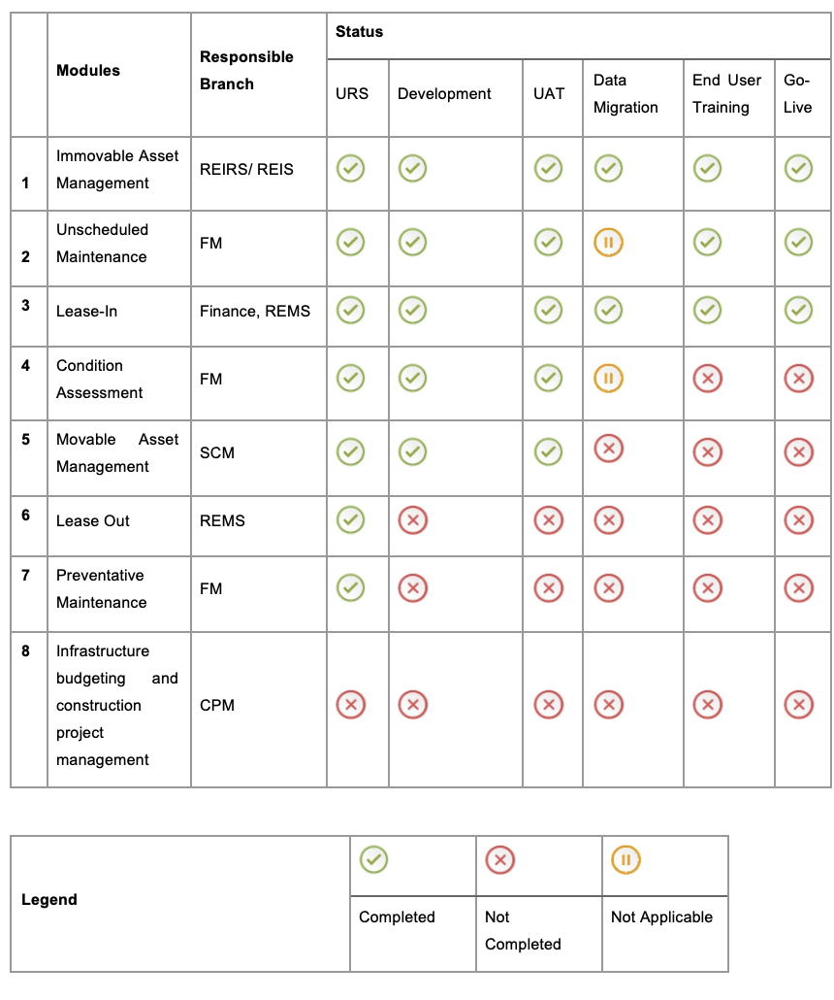 Modules
Responsible
Branch
Status
URS
Development
UAT
Data
Migration
End User
Training
Go-
Live
1
Immovable Asset
Management
REIRS/ REIS
2
Unscheduled
Maintenance
FM
3
Lease-In
Finance, REMS
4
Condition
Assessment
FM
5
Movable Asset
Management
SCM
6
Lease Out
REMS
7
Preventative
Maintenance
FM
8
Infrastructure
budgeting and
construction
project
management
CPM
Legend
Completed
Not
Completed
Not Applicable